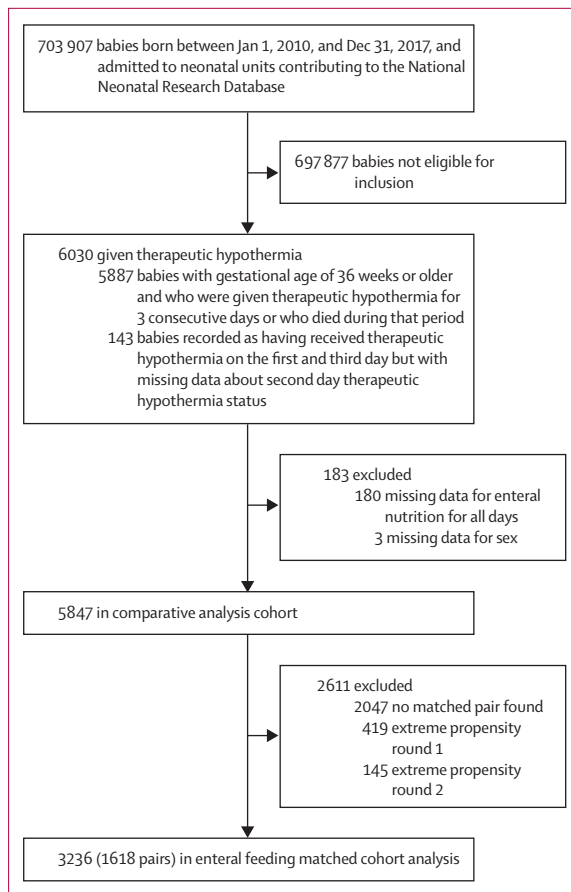 703 907 babies born between Jan 1, 2010, and Dec 31, 2017, and
admitted to neonatal units contributing to the National
Neonatal Research Database
697 877 babies not eligible for
inclusion
6030 given therapeutic hypothermia
5887 babies with gestational age of 36 weeks or older
and who were given therapeutic hypothermia for
3 consecutive days or who died during that period
143 babies recorded as having received therapeutic
hypothermia on the first and third day but with
missing data about second day therapeutic
hypothermia status
183 excluded
180 missing data for enteral
nutrition for all days
3 missing data for sex
5847 in comparative analysis cohort
2611 excluded
2047 no matched pair found
419 extreme propensity
round 1
145 extreme propensity
round 2
3236 (1618 pairs) in enteral feeding matched cohort analysis